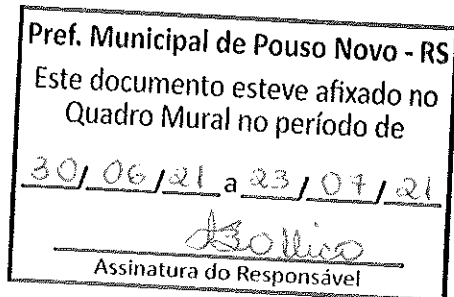 Pref. Municipal de Pouso Novo - RS
Este documento esteve afixado no
Quadro Mural no período de
30/ 06 /21 a 23 / 07 / 21
Assinatura do Responsável